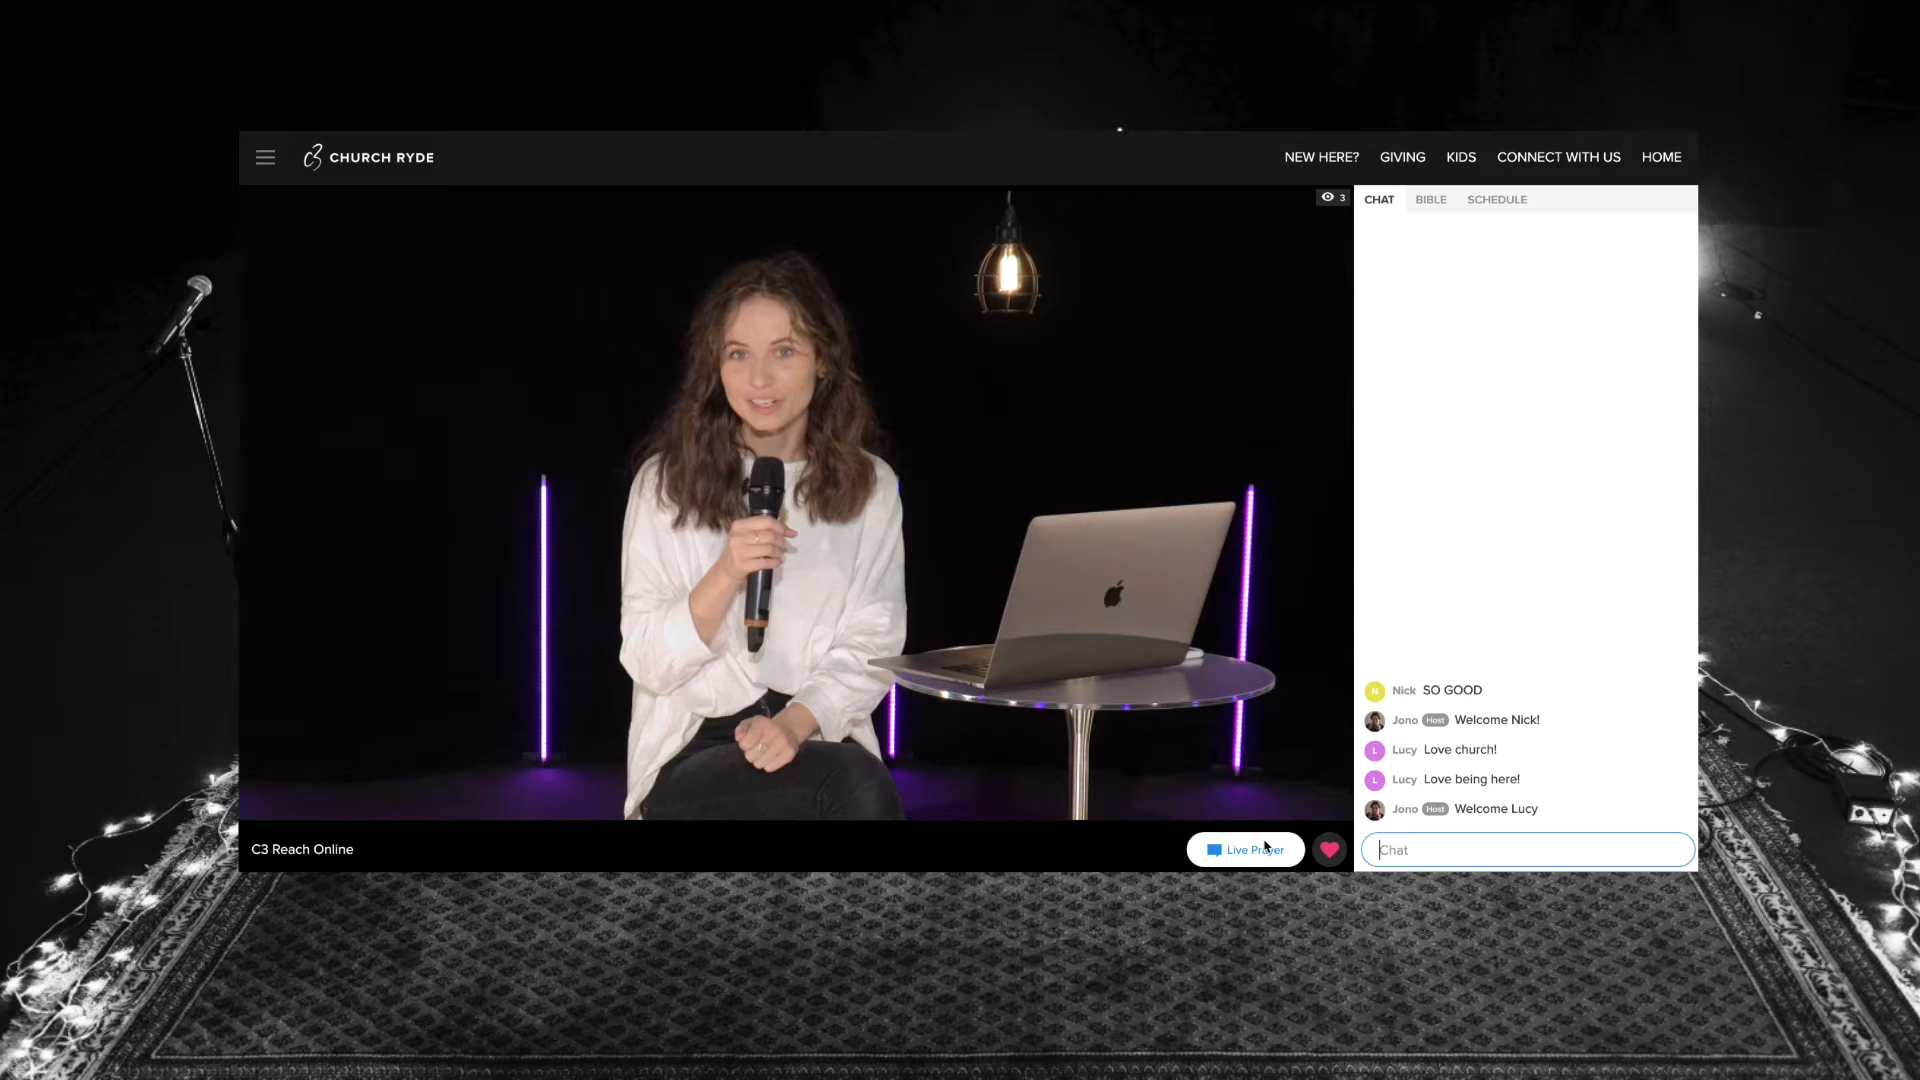 C3 CHURCH RYDE
NEW HERE? GIVING KIDS CONNECT WITH US HOME
3
CHAT BIBLE SCHEDULE
N Nick SO GOOD
Jono Host Welcome Nick!
L Lucy Love church!
L Lucy Love being here!
Jono Host Welcome Lucy
C3 Reach Online
Live Prayer
Chat